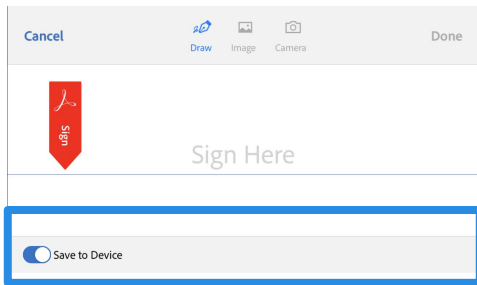 Cancel
Draw
Image
Camera
Done
Sign
Sign Here
Save to Device